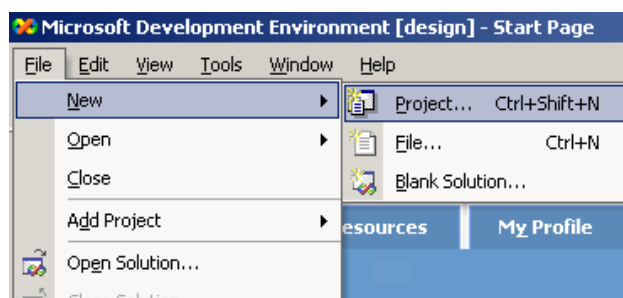 Microsoft Development Environment [design] - Start Page
File Edit View Tools Window Help
New
Project... Ctrl+Shift+N
Open
File... Ctrl+N
Close
Blank Solution...
Add Project
esources My Profile
Open Solution...